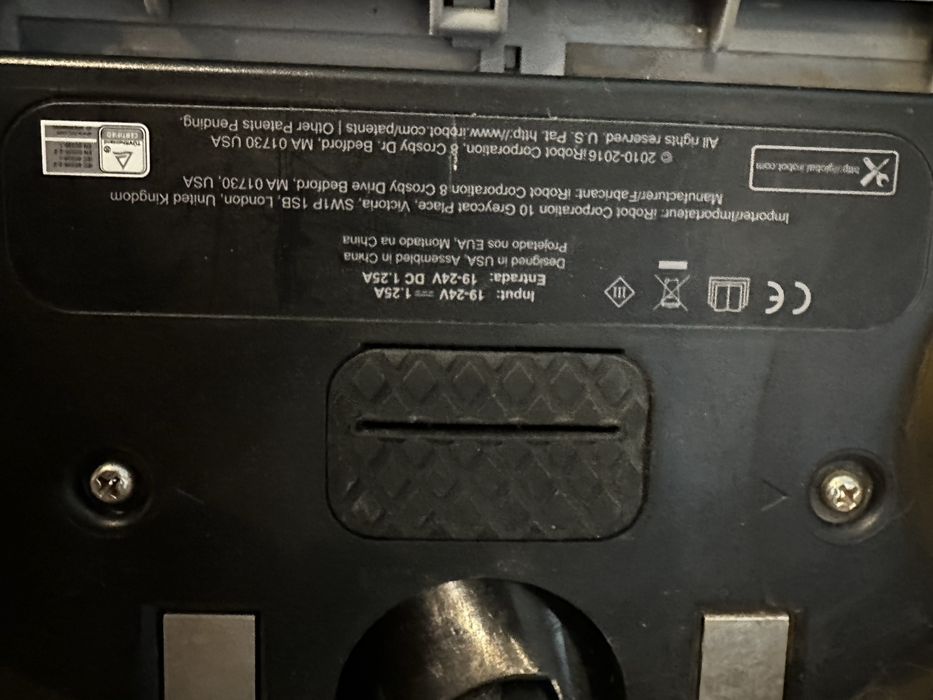 Input: 19-24V ⎓ 1.25A
Entrada: 19-24V DC 1.25A
Designed in USA, Assembled in China
Projetado nos EUA, Montado na China
Importer/Importateur: iRobot Corporation 10 Greycoat Place, Victoria, SW1P 1SB, London, United Kingdom
Manufacturer/Fabricant: iRobot Corporation 8 Crosby Drive Bedford, MA 01730, USA
© 2010-2016 iRobot Corporation, 8 Crosby Dr. Bedford, MA 01730 USA
All rights reserved. U.S. Pat. http://www.irobot.com/patents | Other Patents Pending.
CE
III
http://global.irobot.com
CERTIFIED